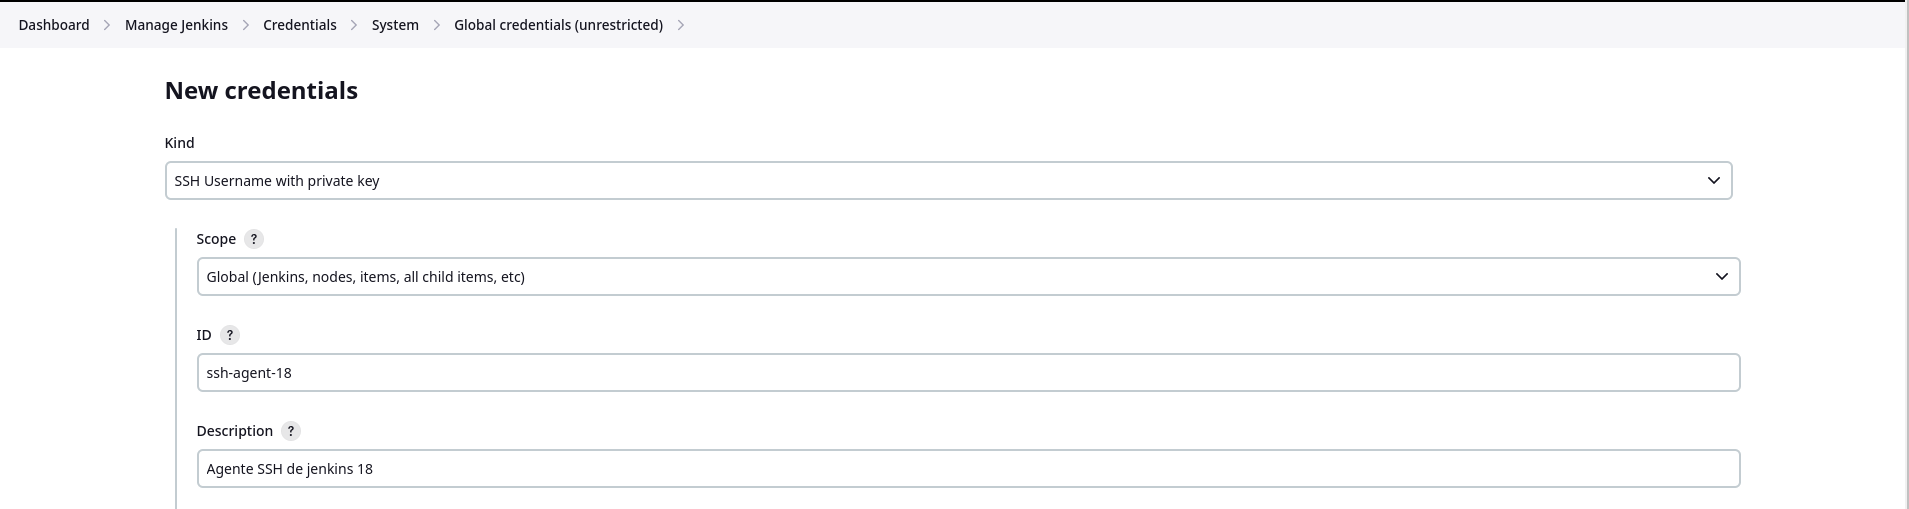 Dashboard > Manage Jenkins > Credentials > System > Global credentials (unrestricted) >
New credentials
Kind
SSH Username with private key
Scope ?
Global (Jenkins, nodes, items, all child items, etc)
ID ?
ssh-agent-18
Description ?
Agente SSH de jenkins 18